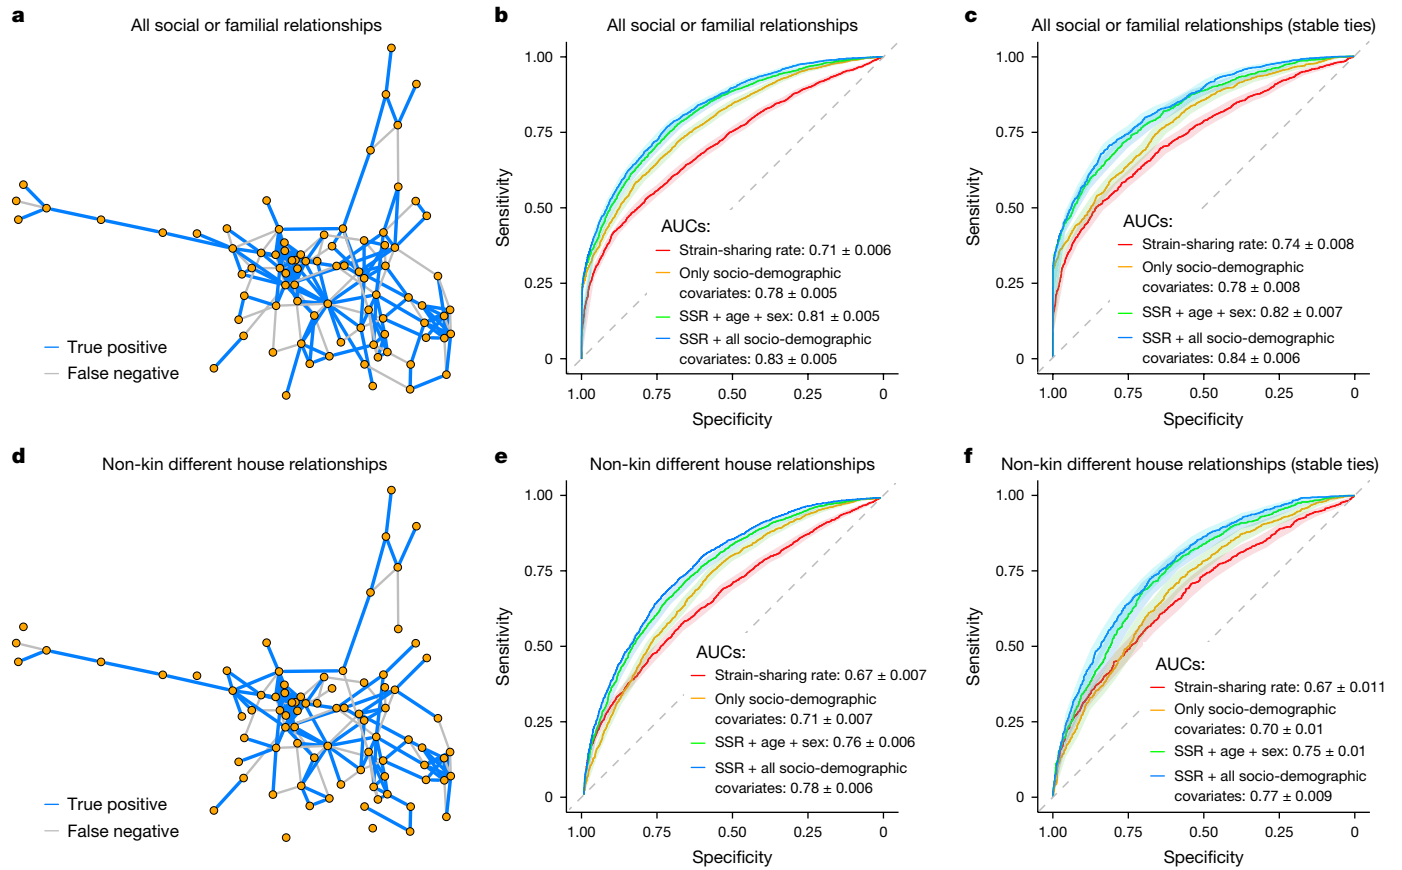 a
All social or familial relationships
True positive
False negative
b
All social or familial relationships
1.00
0.75
0.50
0.25
0
Sensitivity
AUCs:
Strain-sharing rate: 0.71 ± 0.006
Only socio-demographic
covariates: 0.78 ± 0.005
SSR + age + sex: 0.81 ± 0.005
SSR + all socio-demographic
covariates: 0.83 ± 0.005
1.00 0.75 0.50 0.25 0
Specificity
c
All social or familial relationships (stable ties)
1.00
0.75
0.50
0.25
0
Sensitivity
AUCs:
Strain-sharing rate: 0.74 ± 0.008
Only socio-demographic
covariates: 0.78 ± 0.008
SSR + age + sex: 0.82 ± 0.007
SSR + all socio-demographic
covariates: 0.84 ± 0.006
1.00 0.75 0.50 0.25 0
Specificity
d
Non-kin different house relationships
True positive
False negative
e
Non-kin different house relationships
1.00
0.75
0.50
0.25
0
Sensitivity
AUCs:
Strain-sharing rate: 0.67 ± 0.007
Only socio-demographic
covariates: 0.71 ± 0.007
SSR + age + sex: 0.76 ± 0.006
SSR + all socio-demographic
covariates: 0.78 ± 0.006
1.00 0.75 0.50 0.25 0
Specificity
f
Non-kin different house relationships (stable ties)
1.00
0.75
0.50
0.25
0
Sensitivity
AUCs:
Strain-sharing rate: 0.67 ± 0.011
Only socio-demographic
covariates: 0.70 ± 0.01
SSR + age + sex: 0.75 ± 0.01
SSR + all socio-demographic
covariates: 0.77 ± 0.009
1.00 0.75 0.50 0.25 0
Specificity